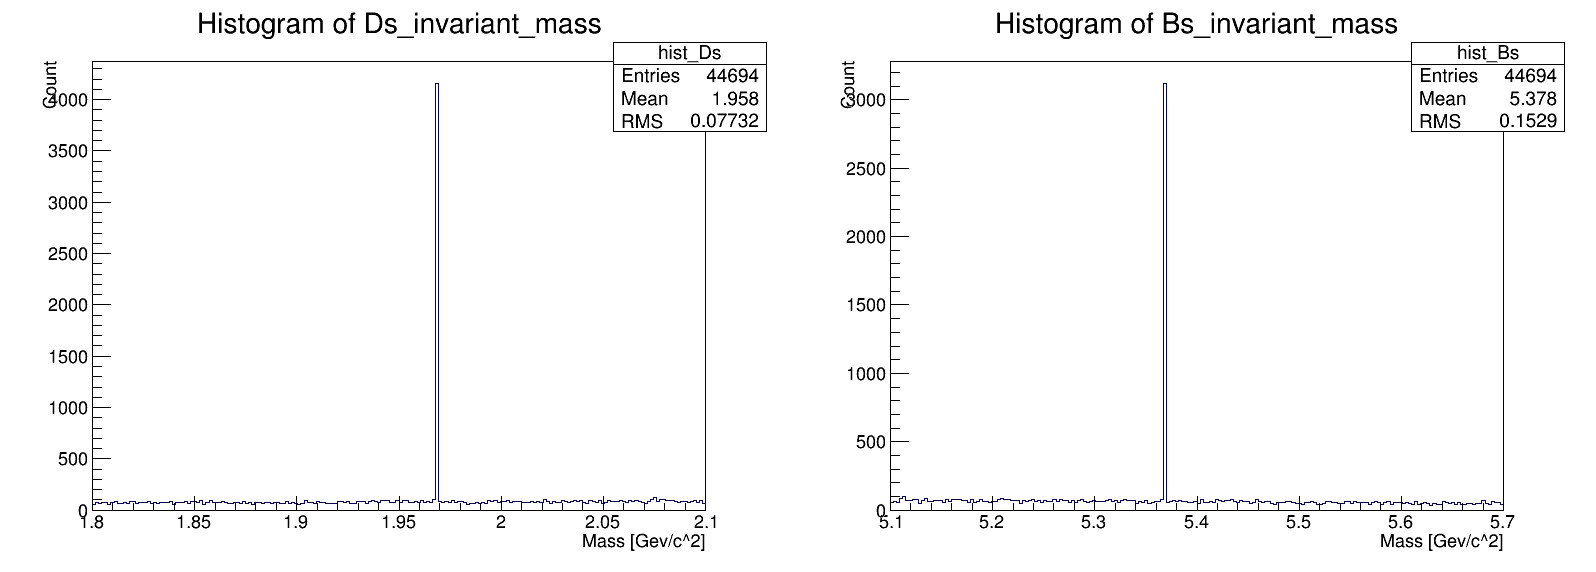 Histogram of Ds_invariant_mass
hist_Ds
Entries 44694
Mean 1.958
RMS 0.07732
Count
4000
3500
3000
2500
2000
1500
1000
500
0
1.8 1.85 1.9 1.95 2 2.05 2.1
Mass [Gev/c^2]
Histogram of Bs_invariant_mass
hist_Bs
Entries 44694
Mean 5.378
RMS 0.1529
Count
3000
2500
2000
1500
1000
500
0
5.1 5.2 5.3 5.4 5.5 5.6 5.7
Mass [Gev/c^2]